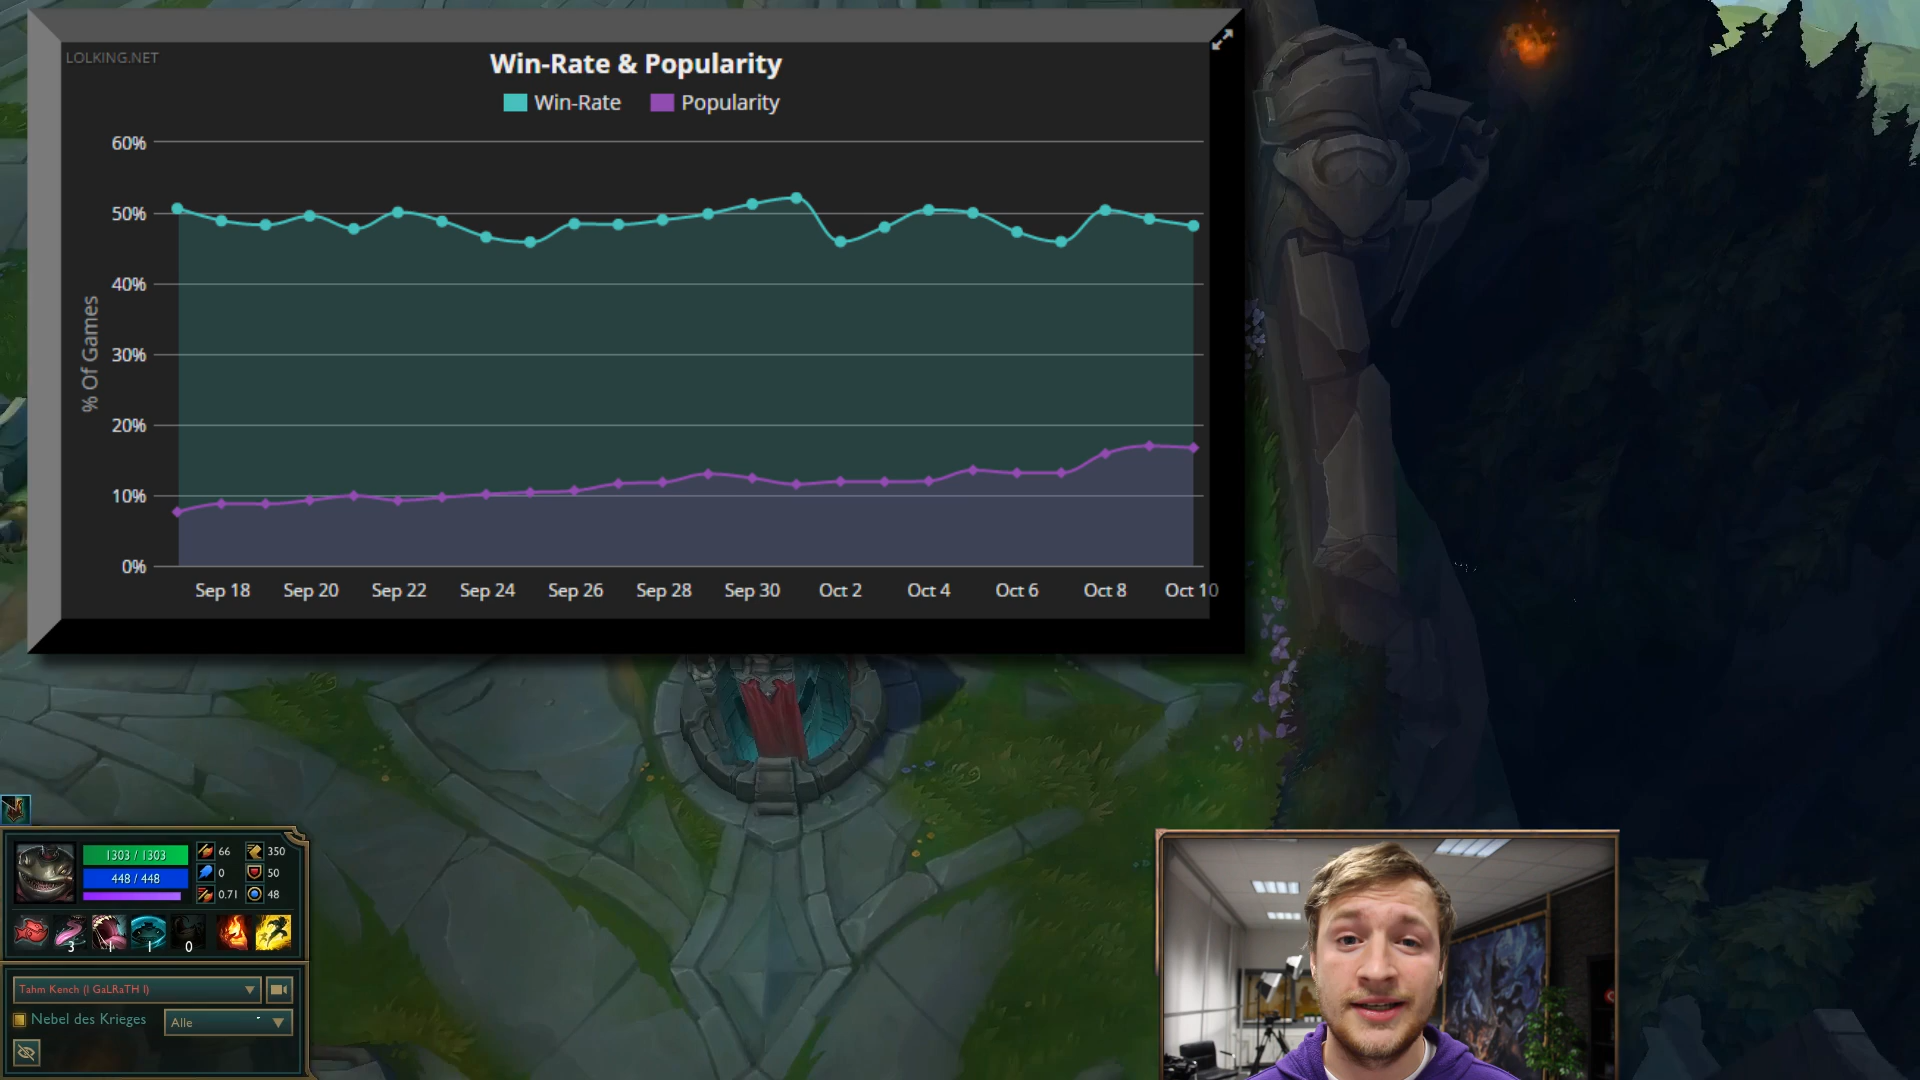 LOLKING.NET
Win-Rate & Popularity
Win-Rate Popularity
60%
50%
40%
30%
20%
10%
0%
% Of Games
Sep 18 Sep 20 Sep 22 Sep 24 Sep 26 Sep 28 Sep 30 Oct 2 Oct 4 Oct 6 Oct 8 Oct 10
1303 / 1303 66 350
448 / 448 0 50
0.71 48
3 1 1 0
Tahm Kench (I GaLRaTH I)
Nebel des Krieges Alle